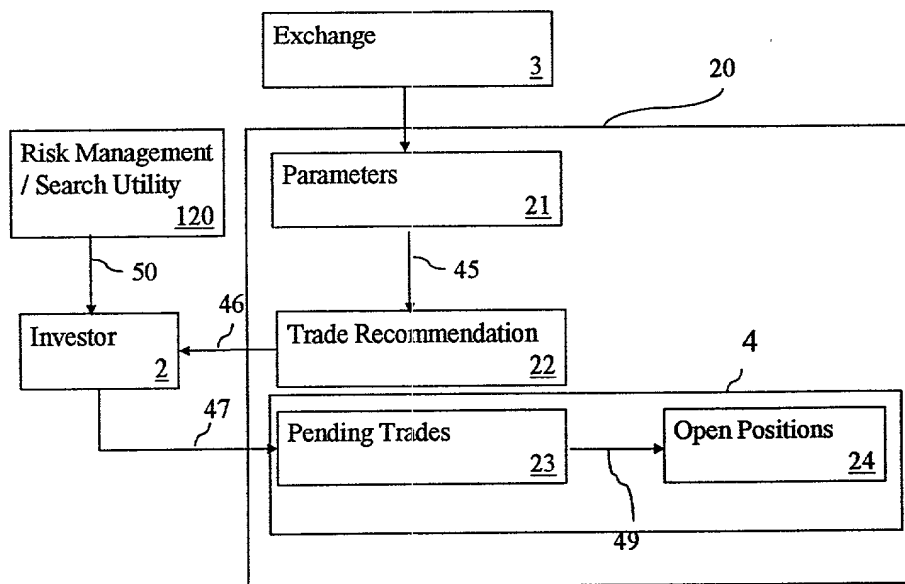 Exchange
3
20
Risk Management
/ Search Utility
120
Parameters
21
50
45
46
Investor
2
Trade Recommendation
22
4
47
Pending Trades
23
Open Positions
24
49